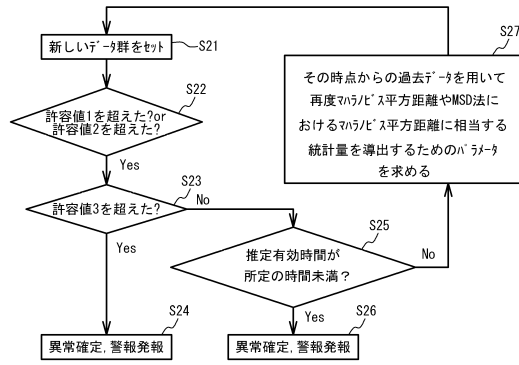 新しいﾃﾞｰﾀ群をｾｯﾄ
S21
S22
許容値1を超えた?or
許容値2を超えた?
Yes
S23
許容値3を超えた?
No
Yes
S25
推定有効時間が
所定の時間未満？
No
Yes
S24
異常確定,警報発報
S26
異常確定,警報発報
S27
その時点からの過去ﾃﾞｰﾀを用いて
再度ﾏﾊﾗﾉﾋﾞｽ平方距離やMSD法に
おけるﾏﾊﾗﾉﾋﾞｽ平方距離に相当する
統計量を導出するためのﾊﾟﾗﾒｰﾀ
を求める